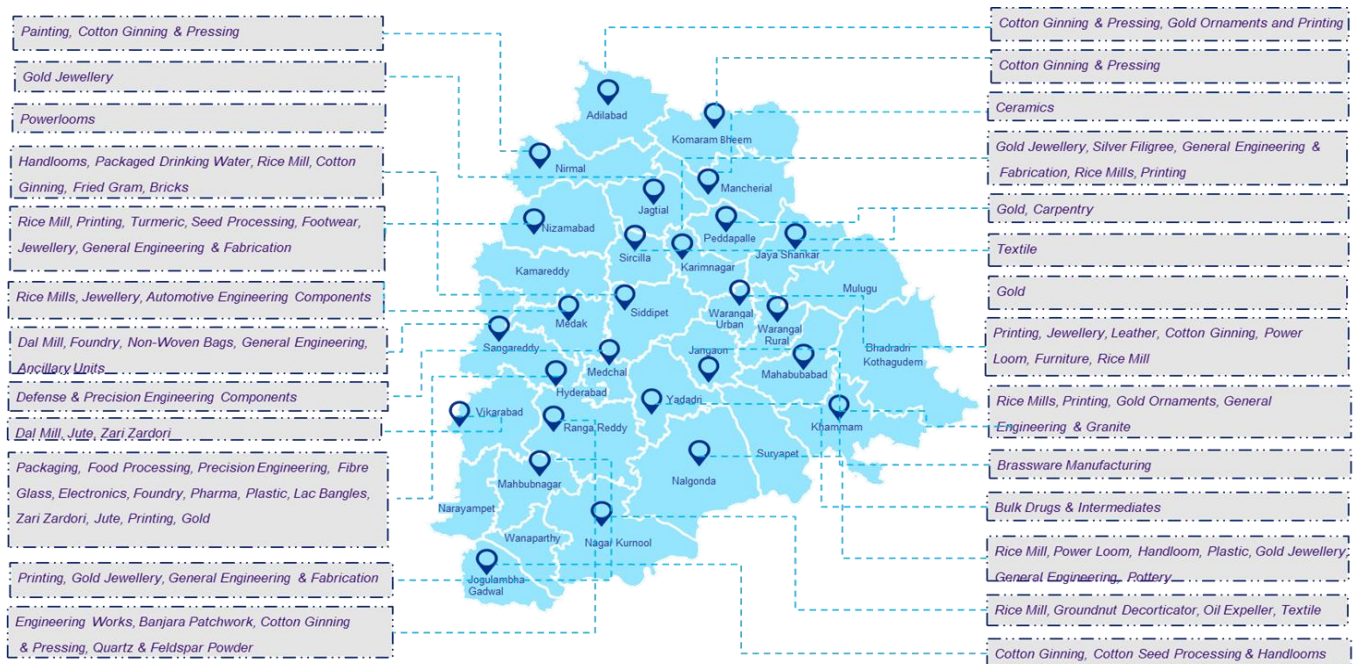 Painting, Cotton Ginning & Pressing
Gold Jewellery
Powerlooms
Handlooms, Packaged Drinking Water, Rice Mill, Cotton
Ginning, Fried Gram, Bricks
Rice Mill, Printing, Turmeric, Seed Processing, Footwear,
Jewellery, General Engineering & Fabrication
Rice Mills, Jewellery, Automotive Engineering Components
Dal Mill, Foundry, Non-Woven Bags, General Engineering,
Ancillary Units
Defense & Precision Engineering Components
Dal Mill, Jute, Zari Zardori
Packaging, Food Processing, Precision Engineering, Fibre
Glass, Electronics, Foundry, Pharma, Plastic, Lac Bangles,
Zari Zardori, Jute, Printing, Gold
Printing, Gold Jewellery, General Engineering & Fabrication
Engineering Works, Banjara Patchwork, Cotton Ginning
& Pressing, Quartz & Feldspar Powder
Adilabad
Komaram Bheem
Nirmal
Mancherial
Jagtial
Nizamabad
Peddapalle
Sircilla
Karimnagar
Jaya Shankar
Kamareddy
Mulugu
Siddipet
Medak
Warangal
Urban
Warangal
Rural
Sangareddy
Jangaon
Bhadradri
Kothagudem
Medchal
Mahabubabad
Hyderabad
Yadadri
Vikarabad
Ranga Reddy
Khammam
Suryapet
Nalgonda
Mahbubnagar
Narayampet
Wanaparthy
Nagar Kurnool
Jogulambha
Gadwal
Cotton Ginning & Pressing, Gold Ornaments and Printing
Cotton Ginning & Pressing
Ceramics
Gold Jewellery, Silver Filigree, General Engineering &
Fabrication, Rice Mills, Printing
Gold, Carpentry
Textile
Gold
Printing, Jewellery, Leather, Cotton Ginning, Power
Loom, Furniture, Rice Mill
Rice Mills, Printing, Gold Ornaments, General
Engineering & Granite
Brassware Manufacturing
Bulk Drugs & Intermediates
Rice Mill, Power Loom, Handloom, Plastic, Gold Jewellery,
General Engineering, Pottery
Rice Mill, Groundnut Decorticator, Oil Expeller, Textile
Cotton Ginning, Cotton Seed Processing & Handlooms